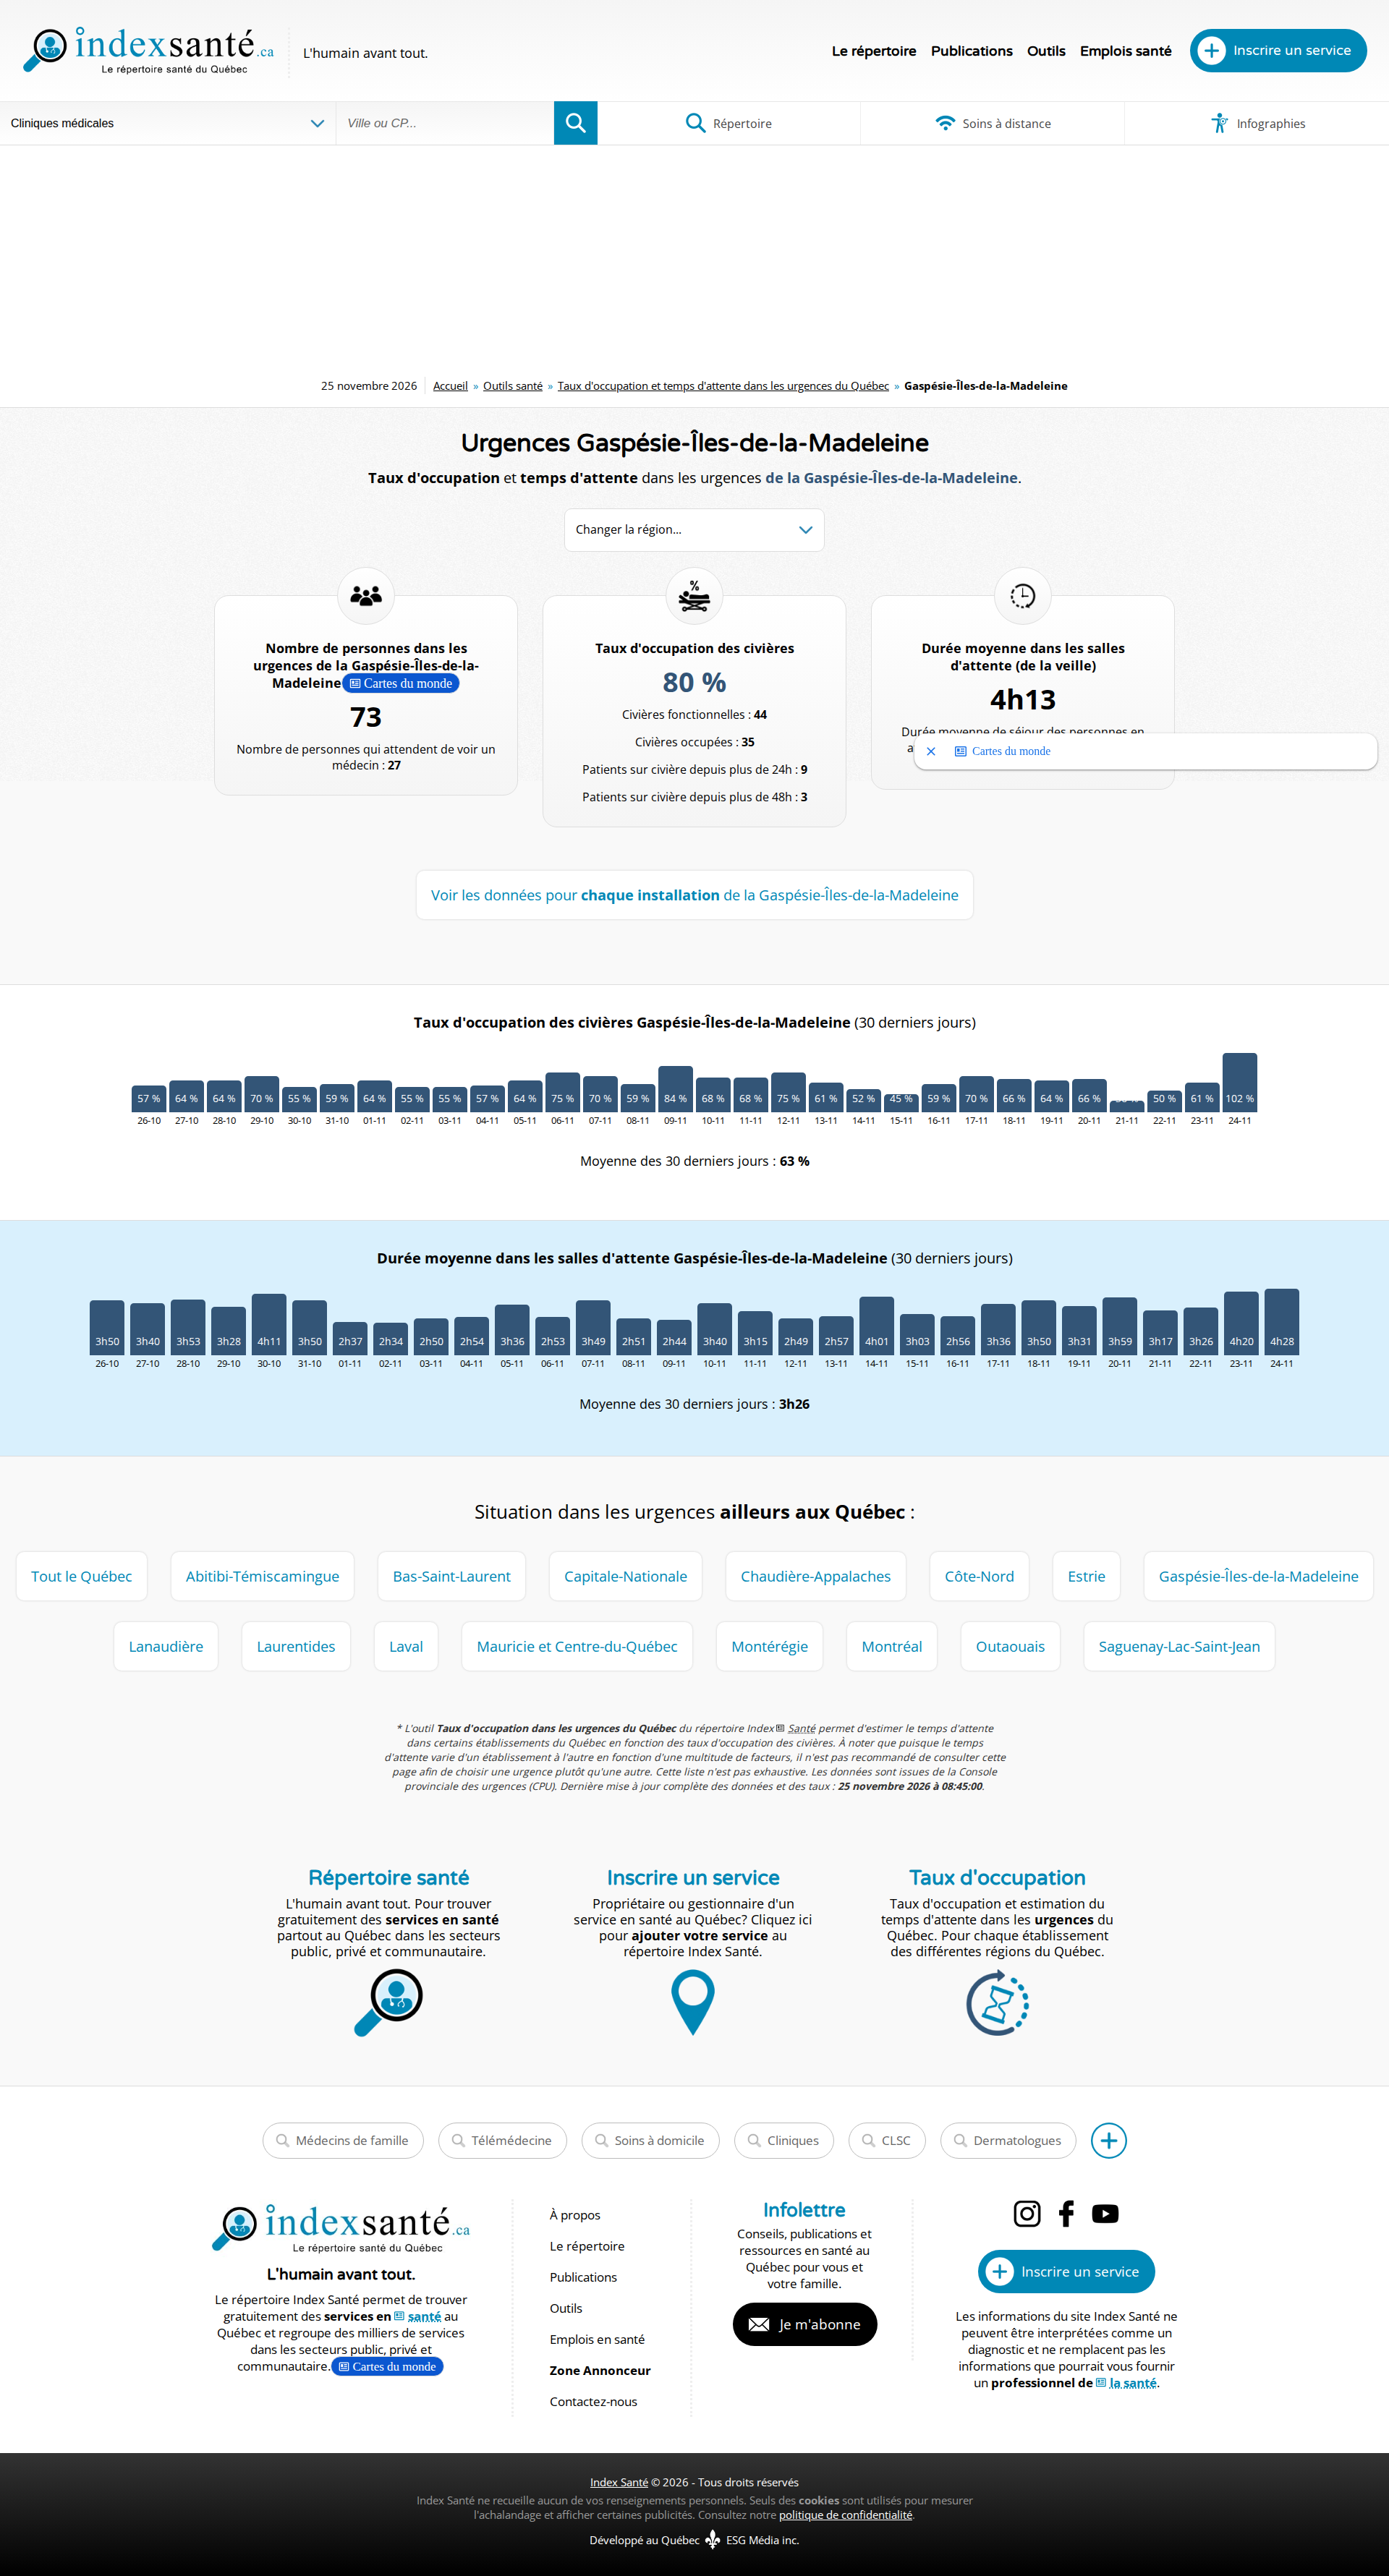 indexsanté.ca
Le répertoire santé du Québec
L'humain avant tout.
Le répertoire Publications Outils Emplois santé Inscrire un service
Cliniques médicales Ville ou CP... Répertoire Soins à distance Infographies
25 novembre 2026 Accueil » Outils santé » Taux d'occupation et temps d'attente dans les urgences du Québec » Gaspésie-Îles-de-la-Madeleine
Urgences Gaspésie-Îles-de-la-Madeleine
Taux d'occupation et temps d'attente dans les urgences de la Gaspésie-Îles-de-la-Madeleine.
Changer la région...
Nombre de personnes dans les
urgences de la Gaspésie-Îles-de-la-
Madeleine Cartes du monde
73
Nombre de personnes qui attendent de voir un
médecin : 27
%
Taux d'occupation des civières
80 %
Civières fonctionnelles : 44
Civières occupées : 35
Patients sur civière depuis plus de 24h : 9
Patients sur civière depuis plus de 48h : 3
Durée moyenne dans les salles
d'attente (de la veille)
4h13
Durée moyenne de séjour des personnes en
Cartes du monde
Voir les données pour chaque installation de la Gaspésie-Îles-de-la-Madeleine
Taux d'occupation des civières Gaspésie-Îles-de-la-Madeleine (30 derniers jours)
57 % 64 % 64 % 70 % 55 % 59 % 64 % 55 % 55 % 57 % 64 % 75 % 70 % 59 % 84 % 68 % 68 % 75 % 61 % 52 % 45 % 59 % 70 % 66 % 64 % 66 % 50 % 61 % 102 %
26-10 27-10 28-10 29-10 30-10 31-10 01-11 02-11 03-11 04-11 05-11 06-11 07-11 08-11 09-11 10-11 11-11 12-11 13-11 14-11 15-11 16-11 17-11 18-11 19-11 20-11 21-11 22-11 23-11 24-11
Moyenne des 30 derniers jours : 63 %
Durée moyenne dans les salles d'attente Gaspésie-Îles-de-la-Madeleine (30 derniers jours)
3h50 3h40 3h53 3h28 4h11 3h50 2h37 2h34 2h50 2h54 3h36 2h53 3h49 2h51 2h44 3h40 3h15 2h49 2h57 4h01 3h03 2h56 3h36 3h50 3h31 3h59 3h17 3h26 4h20 4h28
26-10 27-10 28-10 29-10 30-10 31-10 01-11 02-11 03-11 04-11 05-11 06-11 07-11 08-11 09-11 10-11 11-11 12-11 13-11 14-11 15-11 16-11 17-11 18-11 19-11 20-11 21-11 22-11 23-11 24-11
Moyenne des 30 derniers jours : 3h26
Situation dans les urgences ailleurs aux Québec :
Tout le Québec Abitibi-Témiscamingue Bas-Saint-Laurent Capitale-Nationale Chaudière-Appalaches Côte-Nord Estrie Gaspésie-Îles-de-la-Madeleine
Lanaudière Laurentides Laval Mauricie et Centre-du-Québec Montérégie Montréal Outaouais Saguenay-Lac-Saint-Jean
* L'outil Taux d'occupation dans les urgences du Québec du répertoire Index Santé permet d'estimer le temps d'attente
dans certains établissements du Québec en fonction des taux d'occupation des civières. À noter que puisque le temps
d'attente varie d'un établissement à l'autre en fonction d'une multitude de facteurs, il n'est pas recommandé de consulter cette
page afin de choisir une urgence plutôt qu'une autre. Cette liste n'est pas exhaustive. Les données sont issues de la Console
provinciale des urgences (CPU). Dernière mise à jour complète des données et des taux : 25 novembre 2026 à 08:45:00.
Répertoire santé
L'humain avant tout. Pour trouver
gratuitement des services en santé
partout au Québec dans les secteurs
public, privé et communautaire.
Inscrire un service
Propriétaire ou gestionnaire d'un
service en santé au Québec? Cliquez ici
pour ajouter votre service au
répertoire Index Santé.
Taux d'occupation
Taux d'occupation et estimation du
temps d'attente dans les urgences du
Québec. Pour chaque établissement
des différentes régions du Québec.
Médecins de famille Télémédecine Soins à domicile Cliniques CLSC Dermatologues
indexsanté.ca
Le répertoire santé du Québec
L'humain avant tout.
Le répertoire Index Santé permet de trouver
gratuitement des services en santé au
Québec et regroupe des milliers de services
dans les secteurs public, privé et
communautaire. Cartes du monde
À propos
Le répertoire
Publications
Outils
Emplois en santé
Zone Annonceur
Contactez-nous
Infolettre
Conseils, publications et
ressources en santé au
Québec pour vous et
votre famille.
Je m'abonne
Inscrire un service
Les informations du site Index Santé ne
peuvent être interprétées comme un
diagnostic et ne remplacent pas les
informations que pourrait vous fournir
un professionnel de la santé.
Index Santé © 2026 - Tous droits réservés
Index Santé ne recueille aucun de vos renseignements personnels. Seuls des cookies sont utilisés pour mesurer
l'achalandage et afficher certaines publicités. Consultez notre politique de confidentialité.
Développé au Québec ESG Média inc.